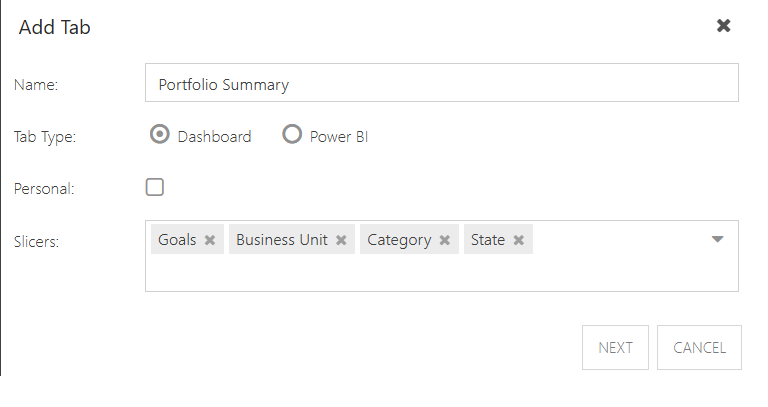 Add Tab
Name: Portfolio Summary
Tab Type: Dashboard Power BI
Personal:
Slicers: Goals Business Unit Category State
NEXT CANCEL